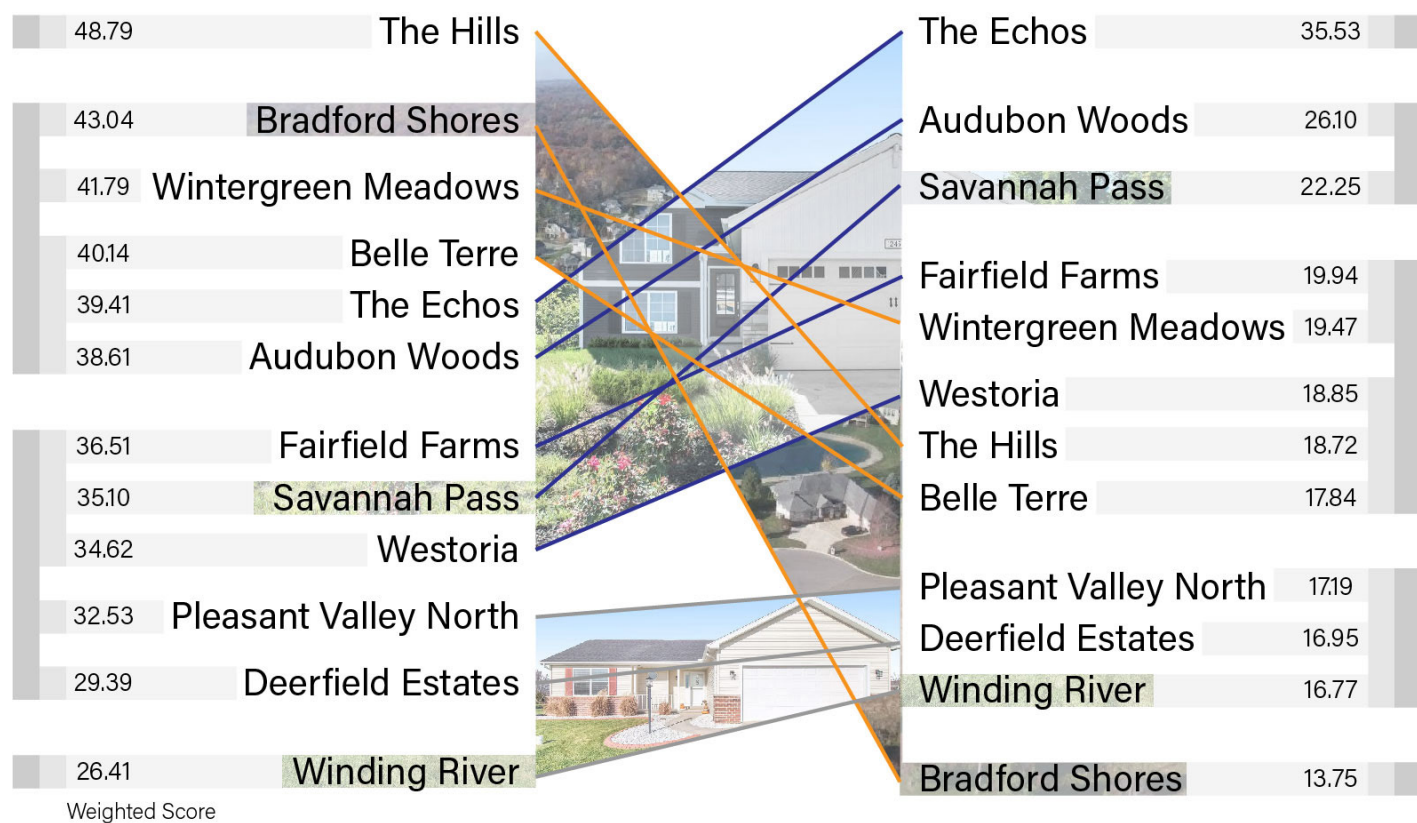 48.79 The Hills
43.04 Bradford Shores
41.79 Wintergreen Meadows
40.14 Belle Terre
39.41 The Echos
38.61 Audubon Woods
36.51 Fairfield Farms
35.10 Savannah Pass
34.62 Westoria
32.53 Pleasant Valley North
29.39 Deerfield Estates
26.41 Winding River
Weighted Score
The Echos 35.53
Audubon Woods 26.10
Savannah Pass 22.25
Fairfield Farms 19.94
Wintergreen Meadows 19.47
Westoria 18.85
The Hills 18.72
Belle Terre 17.84
Pleasant Valley North 17.19
Deerfield Estates 16.95
Winding River 16.77
Bradford Shores 13.75